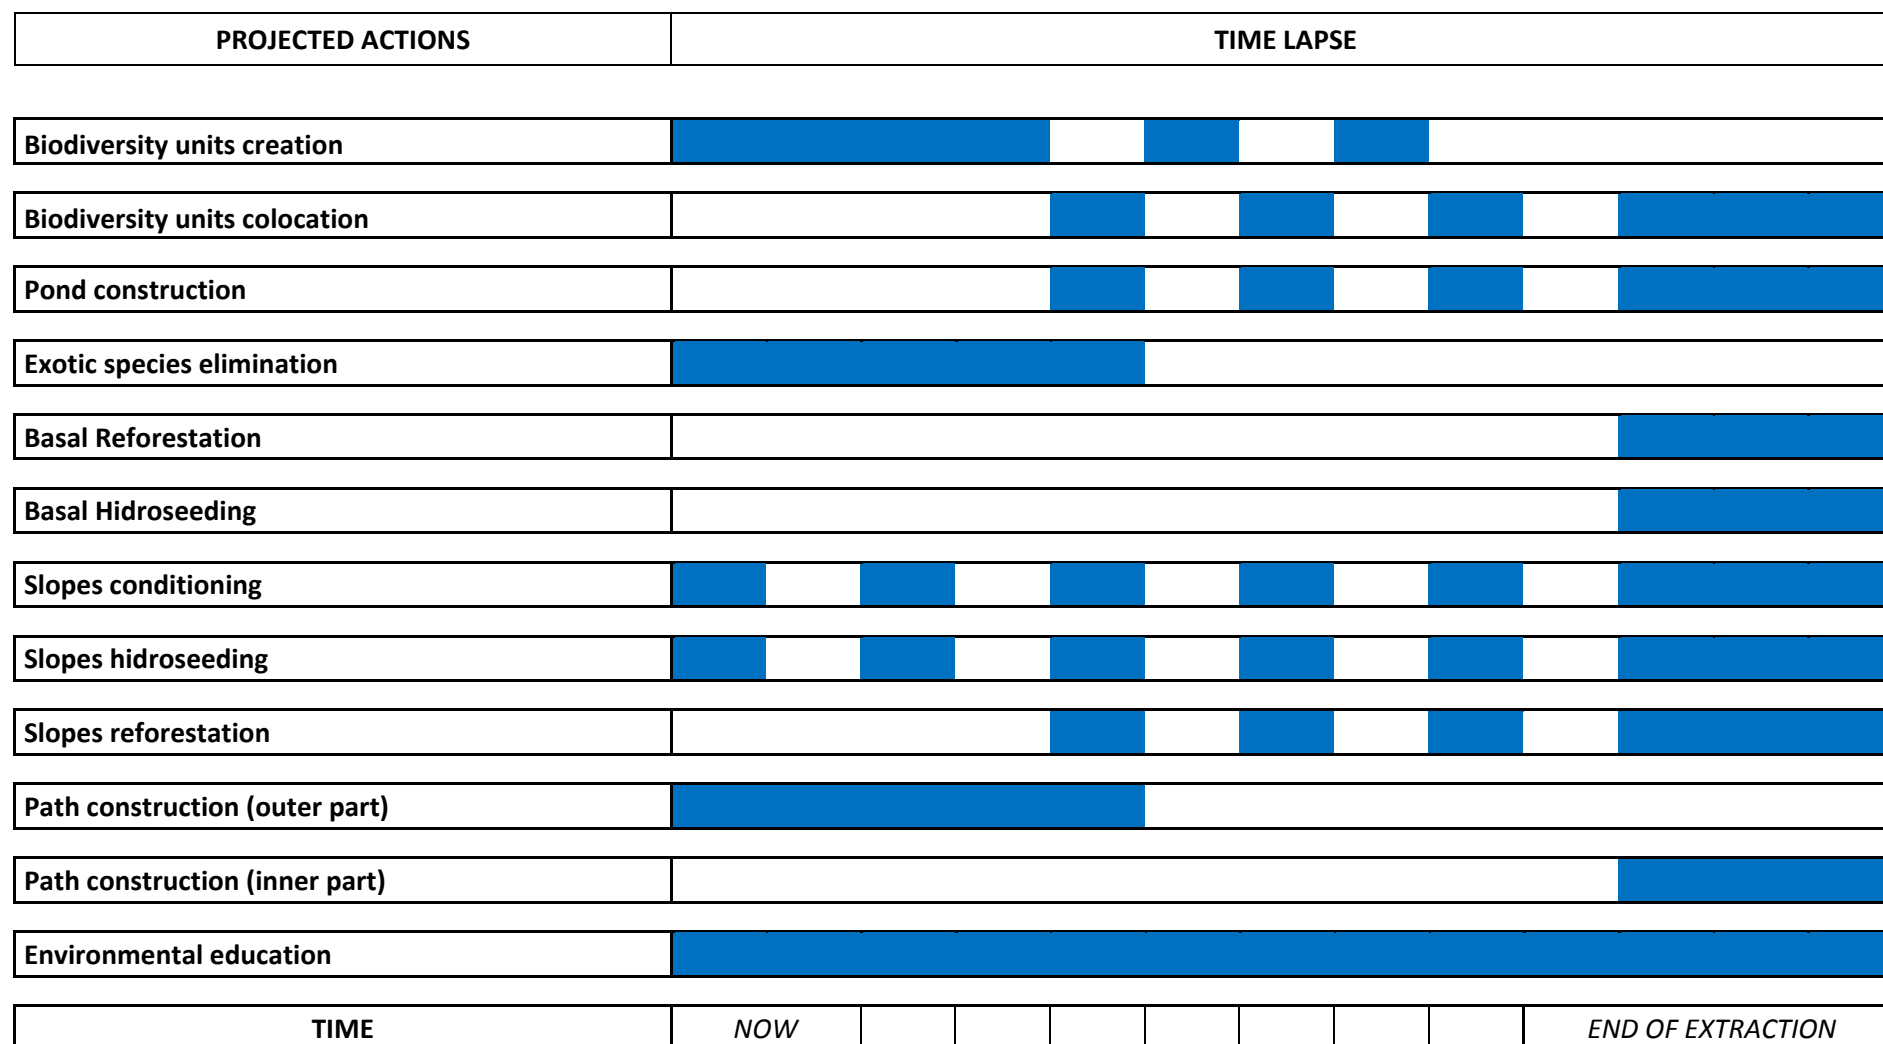 PROJECTED ACTIONS TIME LAPSE
Biodiversity units creation
Biodiversity units colocation
Pond construction
Exotic species elimination
Basal Reforestation
Basal Hidroseeding
Slopes conditioning
Slopes hidroseeding
Slopes reforestation
Path construction (outer part)
Path construction (inner part)
Environmental education
TIME NOW END OF EXTRACTION